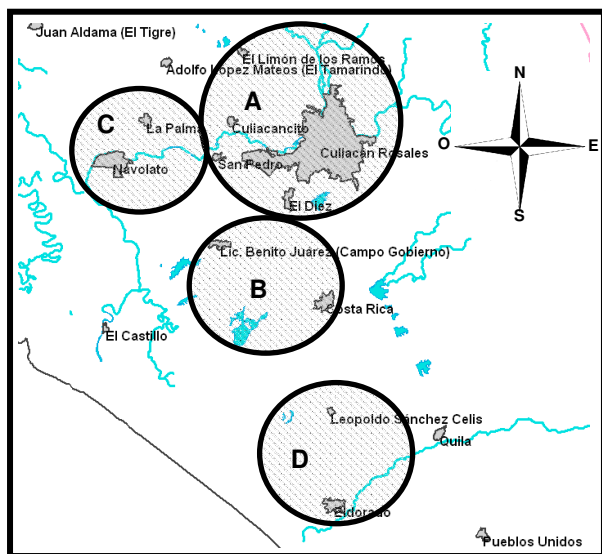 Juan Aldama (El Tigre)
El Limón de los Ramos
Adolfo López Mateos (El Tamarindo)
N
A
C
La Palma
Culiacancito
O
E
Culiacán Rosales
San Pedro
Navolato
El Diez
S
Lic. Benito Juárez (Campo Gobierno)
B
Costa Rica
El Castillo
Leopoldo Sánchez Celis
Quila
D
Eldorado
Pueblos Unidos